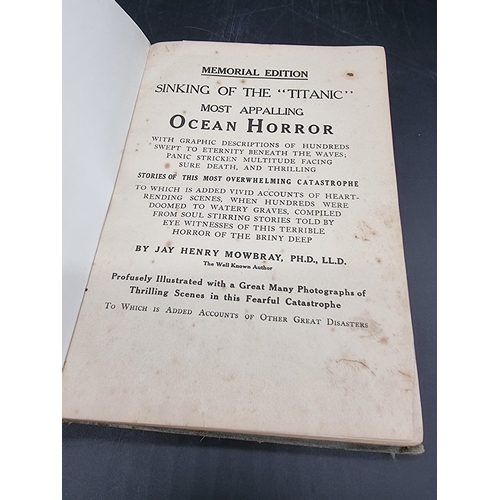 MEMORIAL EDITION
SINKING OF THE "TITANIC"
MOST APPALLING
OCEAN HORROR
WITH GRAPHIC DESCRIPTIONS OF HUNDREDS
SWEPT TO ETERNITY BENEATH THE WAVES;
PANIC STRICKEN MULTITUDE FACING
SURE DEATH, AND THRILLING
STORIES OF THIS MOST OVERWHELMING CATASTROPHE
TO WHICH IS ADDED VIVID ACCOUNTS OF HEART-
RENDING SCENES, WHEN HUNDREDS WERE
DOOMED TO WATERY GRAVES, COMPILED
FROM SOUL STIRRING STORIES TOLD BY
EYE WITNESSES OF THIS TERRIBLE
HORROR OF THE BRINY DEEP
BY JAY HENRY MOWBRAY, PH.D., LL.D.
The Well Known Author
Profusely Illustrated with a Great Many Photographs of
Thrilling Scenes in this Fearful Catastrophe
To Which is Added Accounts of Other Great Disasters